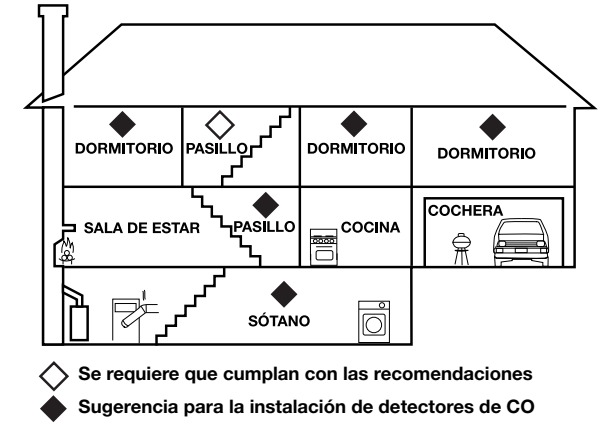 DORMITORIO
PASILLO
DORMITORIO
DORMITORIO
SALA DE ESTAR
PASILLO
COCINA
COCHERA
SÓTANO
Se requiere que cumplan con las recomendaciones
Sugerencia para la instalación de detectores de CO